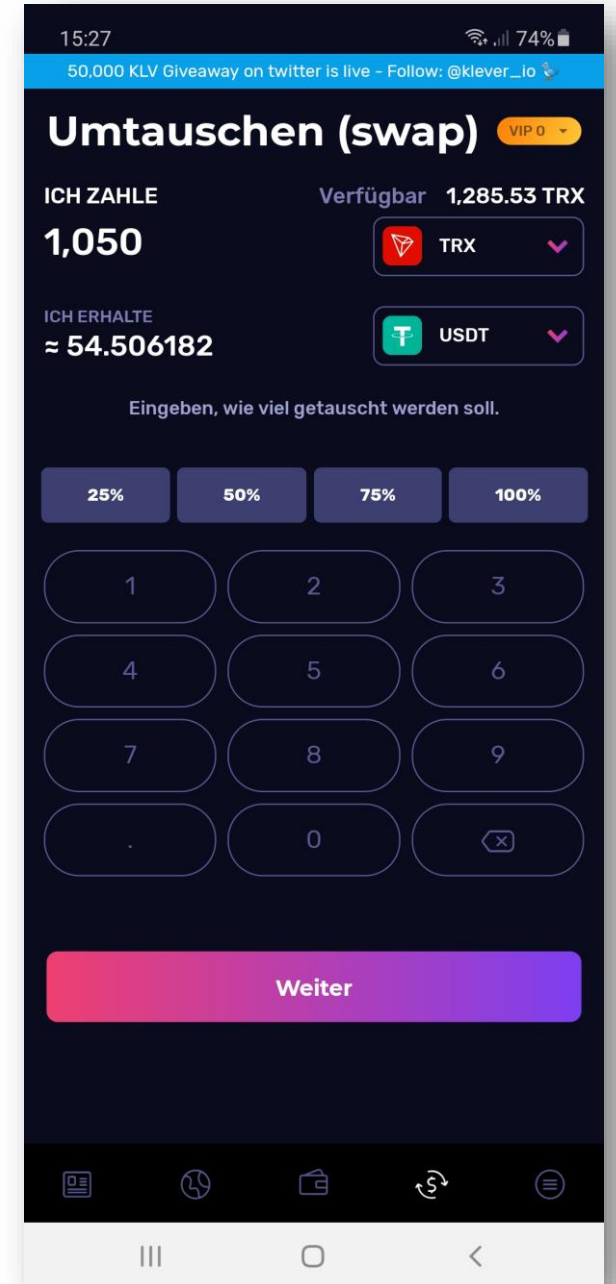 15:27 74%
50,000 KLV Giveaway on twitter is live - Follow: @klever_io
Umtauschen (swap) VIP 0
ICH ZAHLE Verfügbar 1,285.53 TRX
1,050 TRX
ICH ERHALTE
≈ 54.506182 USDT
Eingeben, wie viel getauscht werden soll.
25% 50% 75% 100%
1 2 3
4 5 6
7 8 9
. 0
Weiter